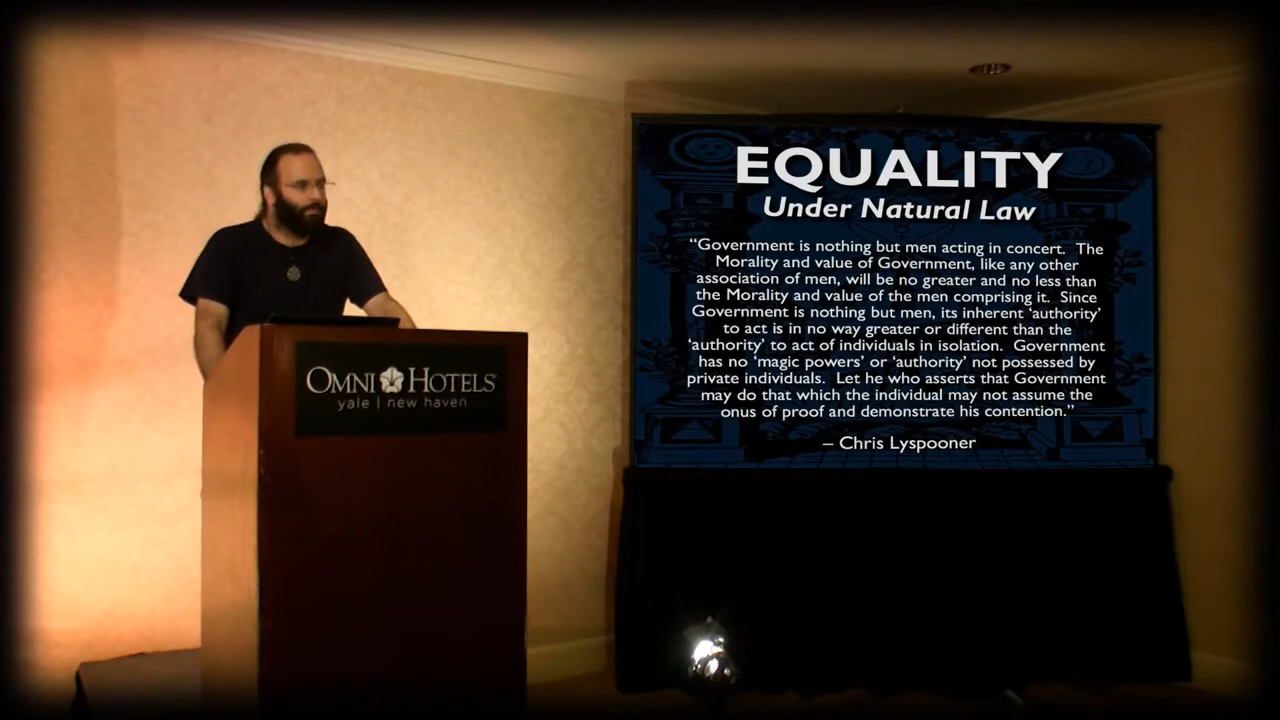 OMNI HOTELS
yale | new haven
EQUALITY
Under Natural Law
“Government is nothing but men acting in concert. The
Morality and value of Government, like any other
association of men, will be no greater and no less than
the Morality and value of the men comprising it. Since
Government is nothing but men, its inherent ‘authority’
to act is in no way greater or different than the
‘authority’ to act of individuals in isolation. Government
has no ‘magic powers’ or ‘authority’ not possessed by
private individuals. Let he who asserts that Government
may do that which the individual may not assume the
onus of proof and demonstrate his contention.”
– Chris Lyspooner